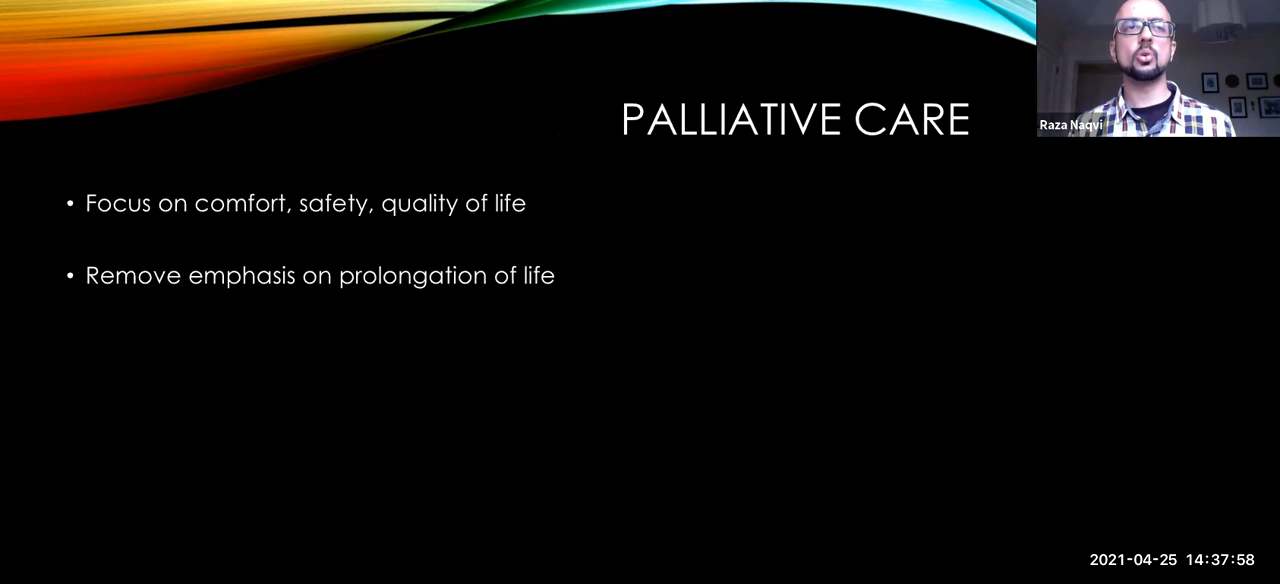 PALLIATIVE CARE
Raza Naqvi
• Focus on comfort, safety, quality of life
• Remove emphasis on prolongation of life
2021-04-25 14:37:58